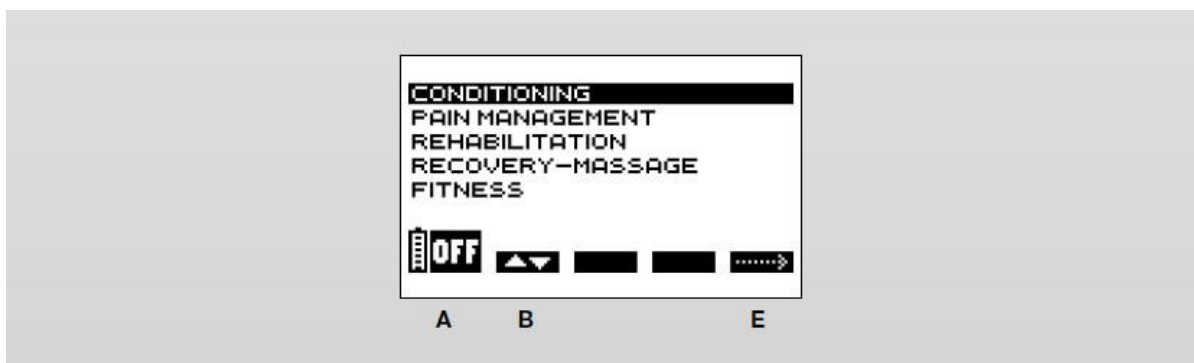 CONDITIONING
PAIN MANAGEMENT
REHABILITATION
RECOVERY-MASSAGE
FITNESS
OFF
A B E